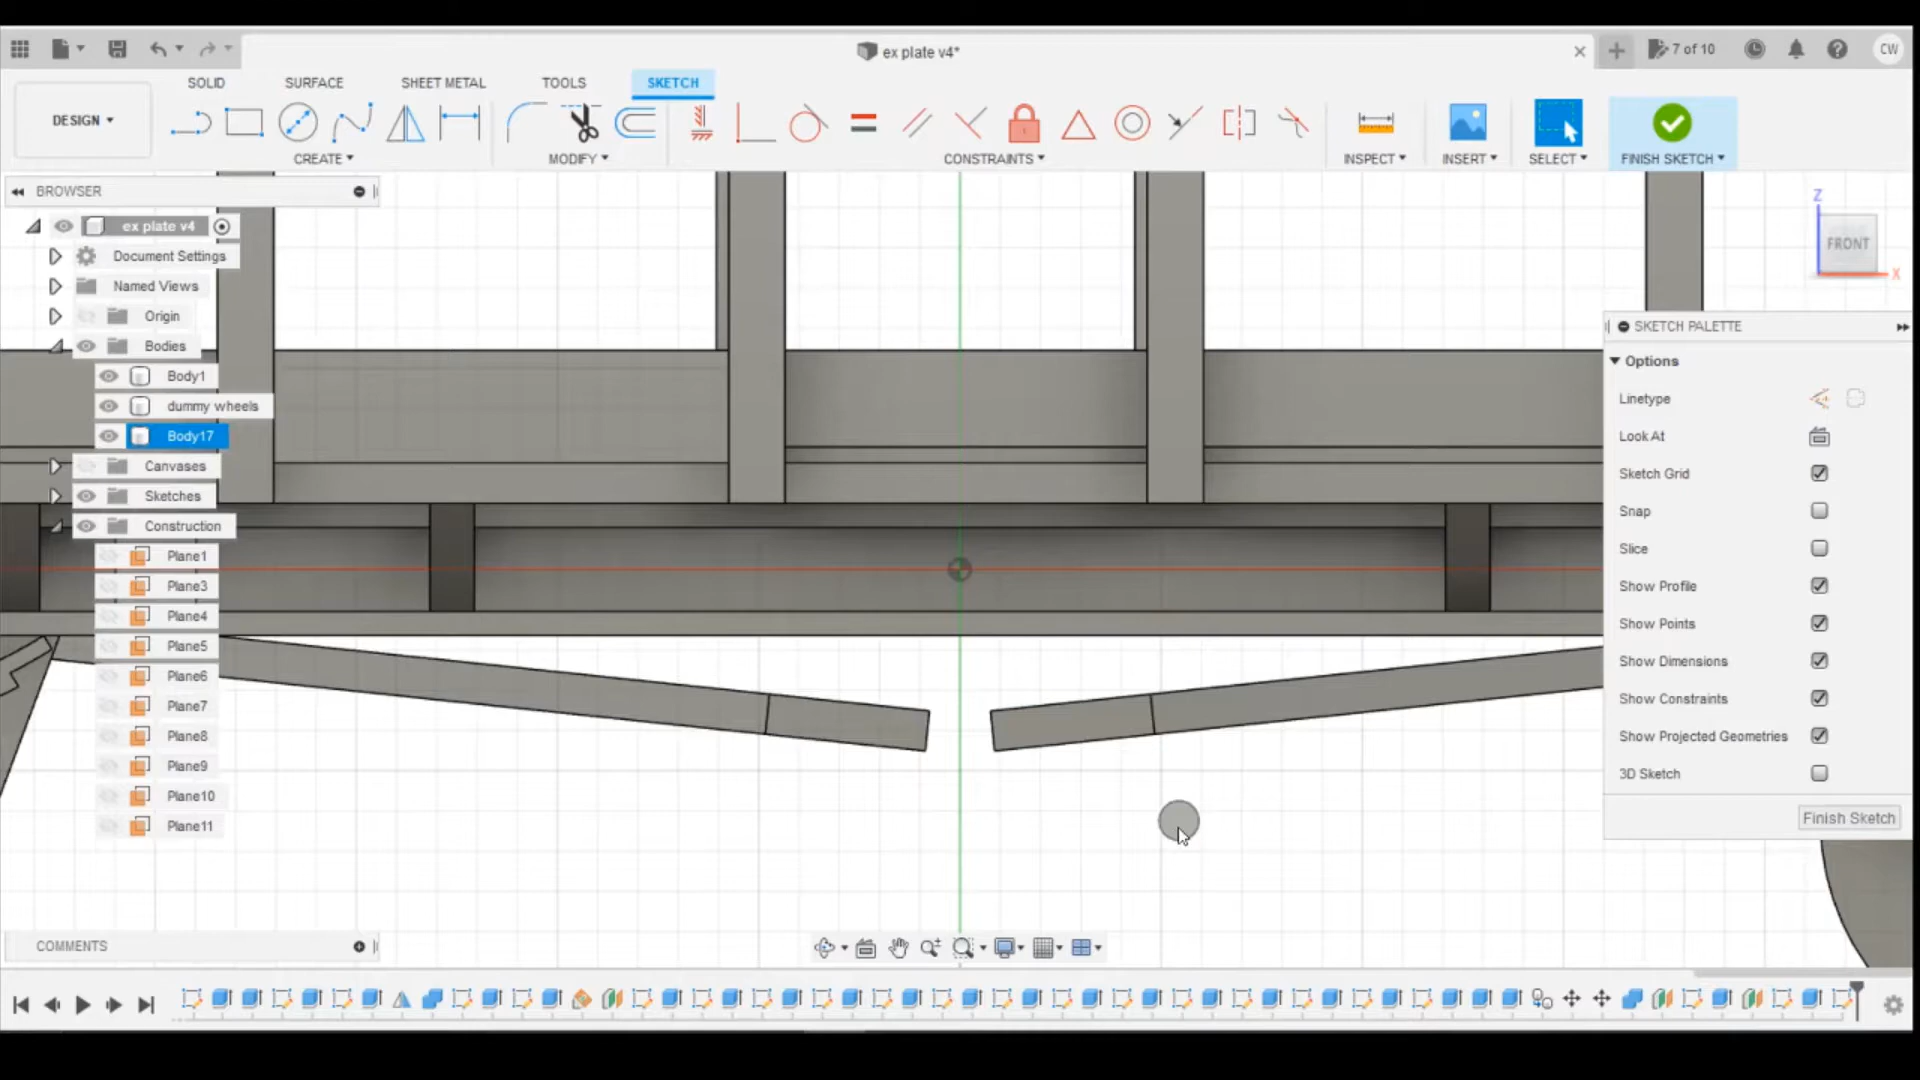 ex plate v4*
7 of 10
CW
DESIGN
SOLID
SURFACE
SHEET METAL
TOOLS
SKETCH
CREATE
MODIFY
CONSTRAINTS
INSPECT
INSERT
SELECT
FINISH SKETCH
BROWSER
ex plate v4
Document Settings
Named Views
Origin
Bodies
Body1
dummy wheels
Body17
Canvases
Sketches
Construction
Plane1
Plane3
Plane4
Plane5
Plane6
Plane7
Plane8
Plane9
Plane10
Plane11
Z
FRONT
X
SKETCH PALETTE
Options
Linetype
Look At
Sketch Grid
Snap
Slice
Show Profile
Show Points
Show Dimensions
Show Constraints
Show Projected Geometries
3D Sketch
Finish Sketch
COMMENTS